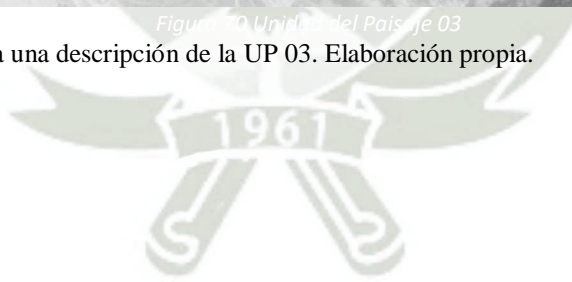 Figura 70 Unidad del Paisaje 03
una descripción de la UP 03. Elaboración propia.
1961
S